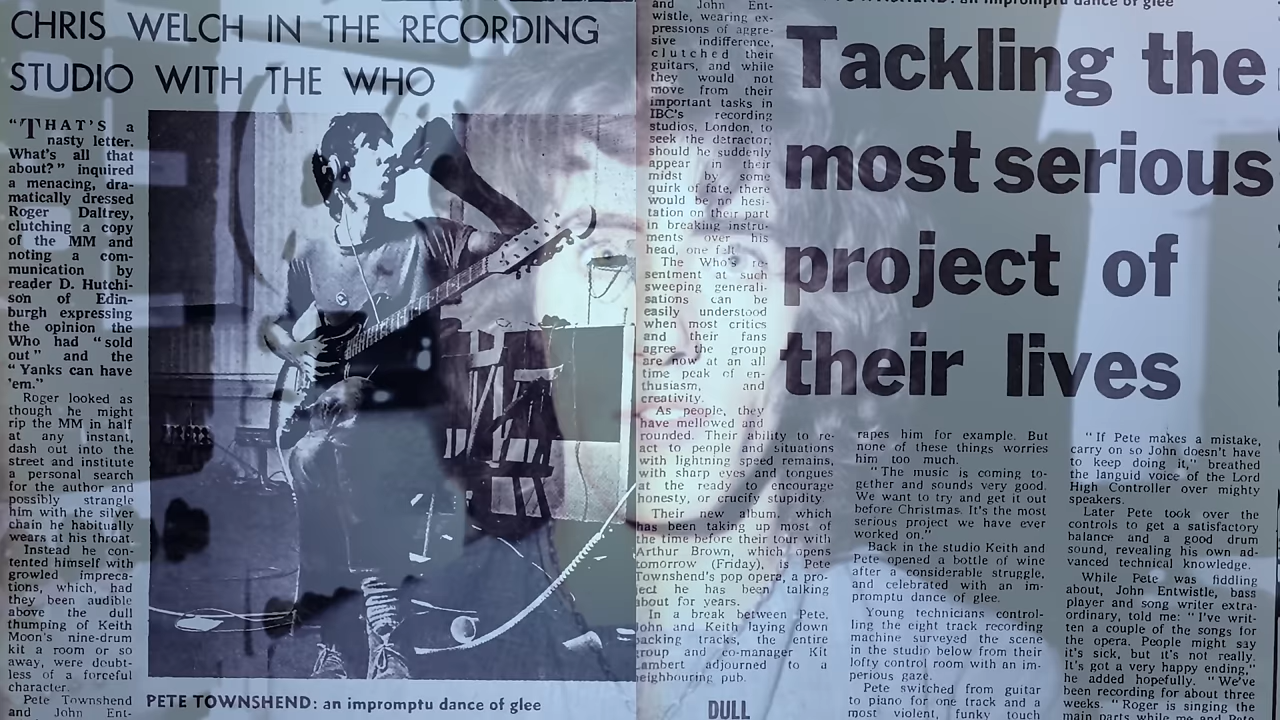 CHRIS WELCH IN THE RECORDING
STUDIO WITH THE WHO
"THAT'S a
nasty letter.
What's all that
about?" inquired
a menacing, dra-
matically dressed
Roger Daltrey,
clutching a copy
of the MM and
noting a com-
munication by
reader D. Hutchi-
son of Edin-
burgh expressing
the opinion the
Who had "sold
out" and the
"Yanks can have
'em."
Roger looked as
though he might
rip the MM in half
at any instant,
dash out into the
street and institute
a personal search
for the author and
possibly strangle
him with the silver
chain he habitually
wears at his throat.
Instead he con-
tented himself with
growled impreca-
tions, which, had
they been audible
above the dull
thumping of Keith
Moon's nine-drum
kit a room or so
away, were doubt-
less of a forceful
character.
Pete Townshend
and John Ent-
PETE TOWNSHEND: an impromptu dance of glee
and John Ent-
wistle, wearing ex-
pressions of aggre-
sive indifference,
clutched their
guitars, and while
they would not
move from their
important tasks in
IBC's recording
studios, London, to
seek the detractor,
should he suddenly
appear in their
midst by some
quirk of fate, there
would be no hesi-
tation on their part
in breaking instru-
ments over his
head, one felt.
The Who's re-
sentment at such
sweeping generali-
sations can be
easily understood
when most critics
and their fans
agree the group
are now at an all
time peak of en-
thusiasm, and
creativity.
As people, they
have mellowed and
rounded. Their ability to re-
act to people and situations
with lightning speed remains,
with sharp eyes and tongues
at the ready to encourage
honesty, or crucify stupidity.
Their new album, which
has been taking up most of
the time before their tour with
Arthur Brown, which opens
tomorrow (Friday), is Pete
Townshend's pop opera, a pro-
ject he has been talking
about for years.
In a break between Pete,
John and Keith laying down
backing tracks, the entire
group and co-manager Kit
Lambert adjourned to a
neighbouring pub.
DULL
TOWNSHEND: an impromptu dance of glee
Tackling the
most serious
project of
their lives
rapes him for example. But
none of these things worries
him too much.
"The music is coming to-
gether and sounds very good.
We want to try and get it out
before Christmas. It's the most
serious project we have ever
worked on."
Back in the studio Keith and
Pete opened a bottle of wine
after a considerable struggle,
and celebrated with an im-
promptu dance of glee.
Young technicians control-
ling the eight track recording
machine surveyed the scene
in the studio below from their
lofty control room with an im-
perious gaze.
Pete switched from guitar
to piano for one track and a
most violent, funky touch
"If Pete makes a mistake,
carry on so John doesn't have
to keep doing it," breathed
the languid voice of the Lord
High Controller over mighty
speakers.
Later Pete took over the
controls to get a satisfactory
balance and a good drum
sound, revealing his own ad-
vanced technical knowledge.
While Pete was fiddling
about, John Entwistle, bass
player and song writer extra-
ordinary, told me: "I've writ-
ten a couple of the songs for
the opera. People might say
it's sick, but it's not really.
It's got a very happy ending,"
he added hopefully. "We've
been recording for about three
weeks. "Roger is singing the
main parts while me and Pete